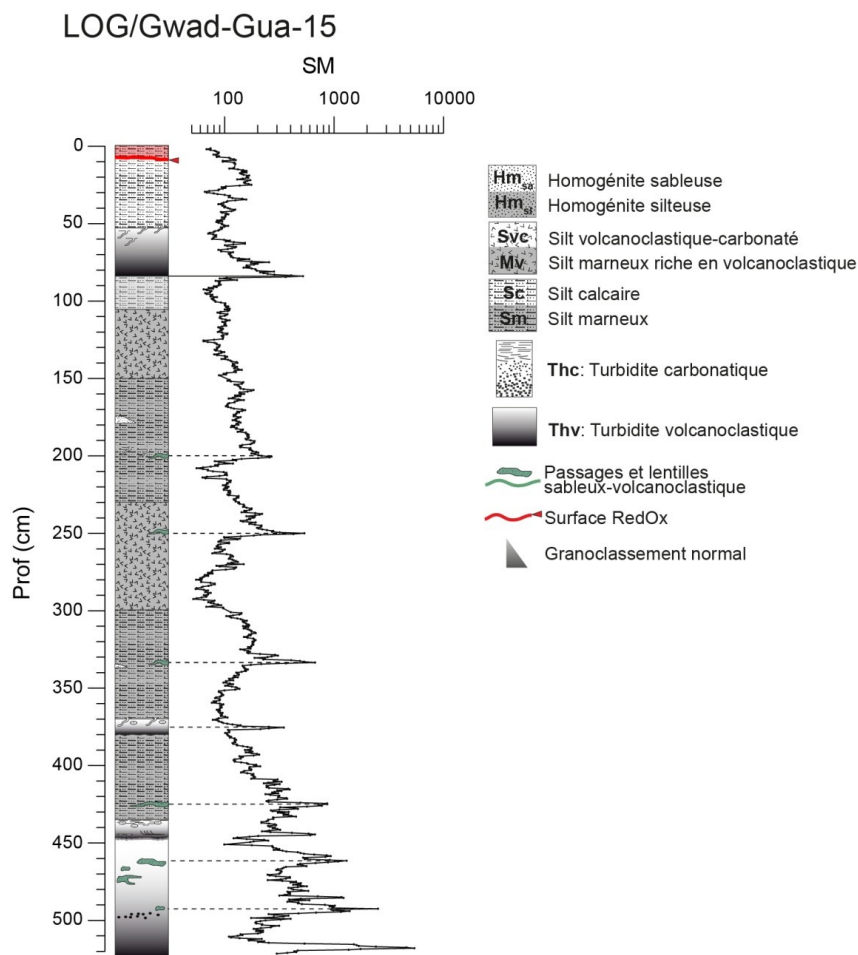 LOG/Gwad-Gua-15
SM
100 1000 10000
Prof (cm)
0
50
100
150
200
250
300
350
400
450
500
Hm sa Homogénite sableuse
Hm si Homogénite silteuse
Svc Silt volcanoclastique-carbonaté
Mv Silt marneux riche en volcanoclastique
Sc Silt calcaire
Sm Silt marneux
Thc: Turbidite carbonatique
Thv: Turbidite volcanoclastique
Passages et lentilles
sableux-volcanoclastique
Surface RedOx
Granoclassement normal